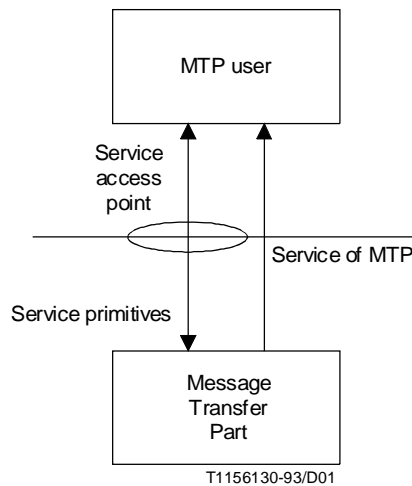 MTP user
Service
access
point
Service of MTP
Service primitives
Message
Transfer
Part
T1156130-93/D01